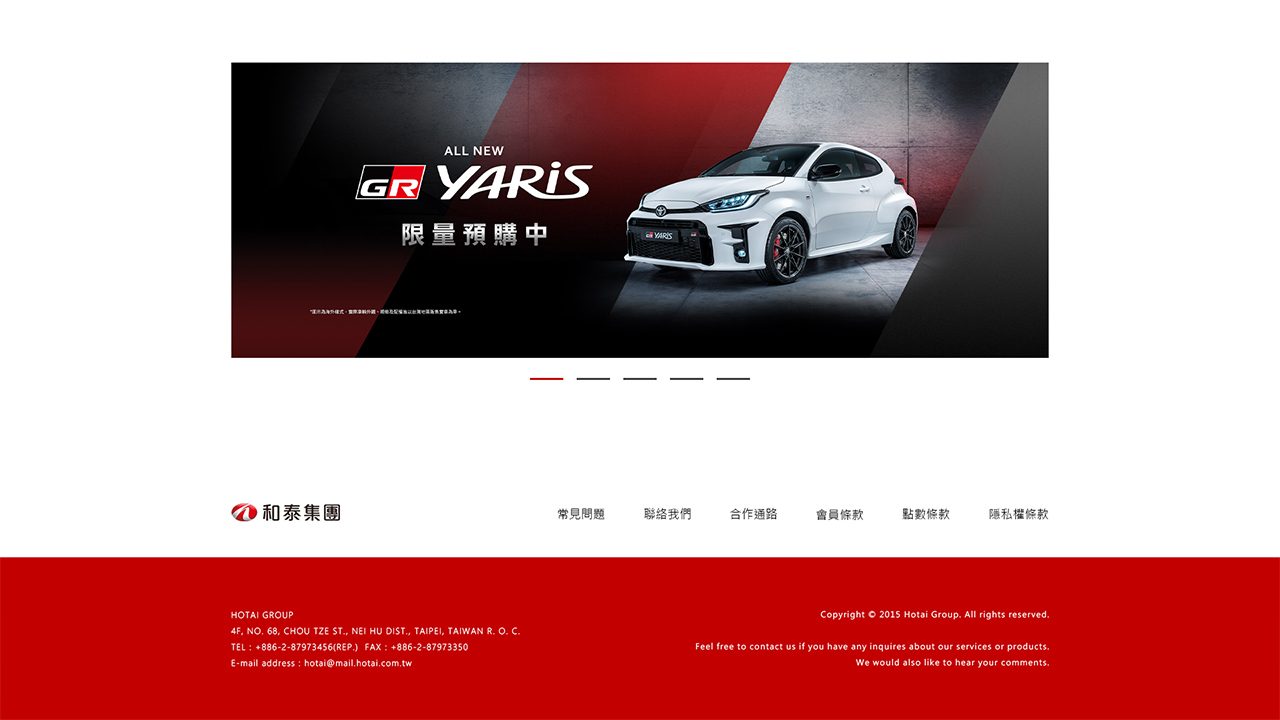 ALL NEW
GR YARiS
限量預購中
GR YARIS
和泰集團
常見問題 聯絡我們 合作通路 會員條款 點數條款 隱私權條款
HOTAI GROUP
4F, NO. 68, CHOU TZE ST., NEI HU DIST., TAIPEI, TAIWAN R. O. C.
TEL : +886-2-87973456(REP.) FAX : +886-2-87973350
E-mail address : hotai@mail.hotai.com.tw
Copyright © 2015 Hotai Group. All rights reserved.
Feel free to contact us if you have any inquires about our services or products.
We would also like to hear your comments.